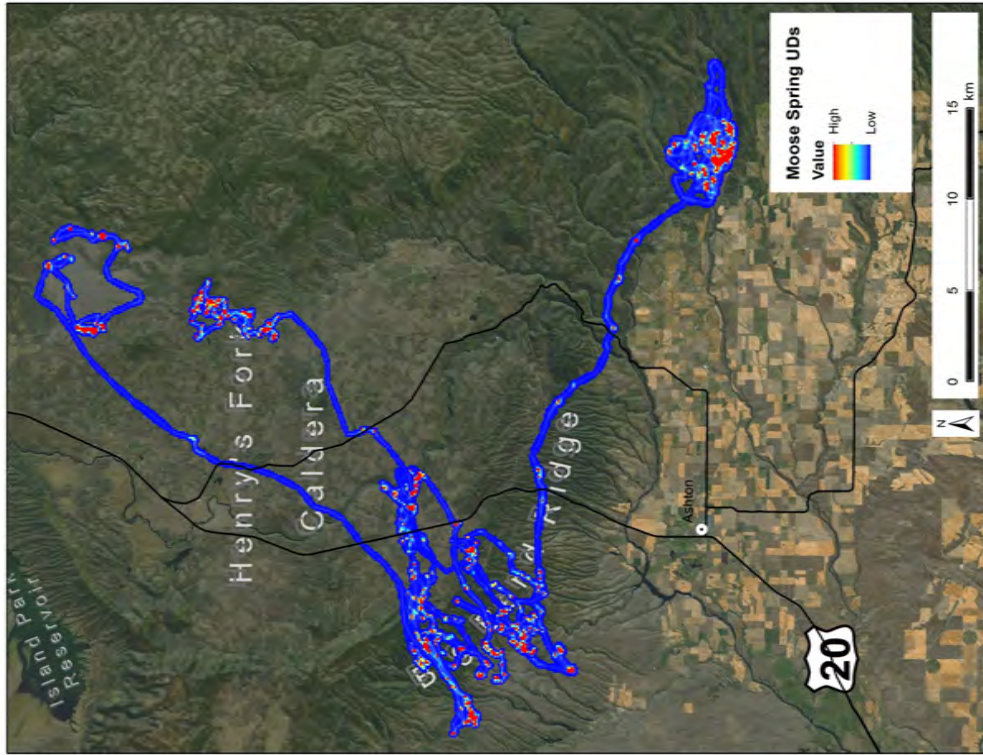 Island Park
Reservoir
Henry's Fork
Caldera
Ridge
Ashton
20
Moose Spring UDs
Value
High
Low
N
0 5 10 15
km